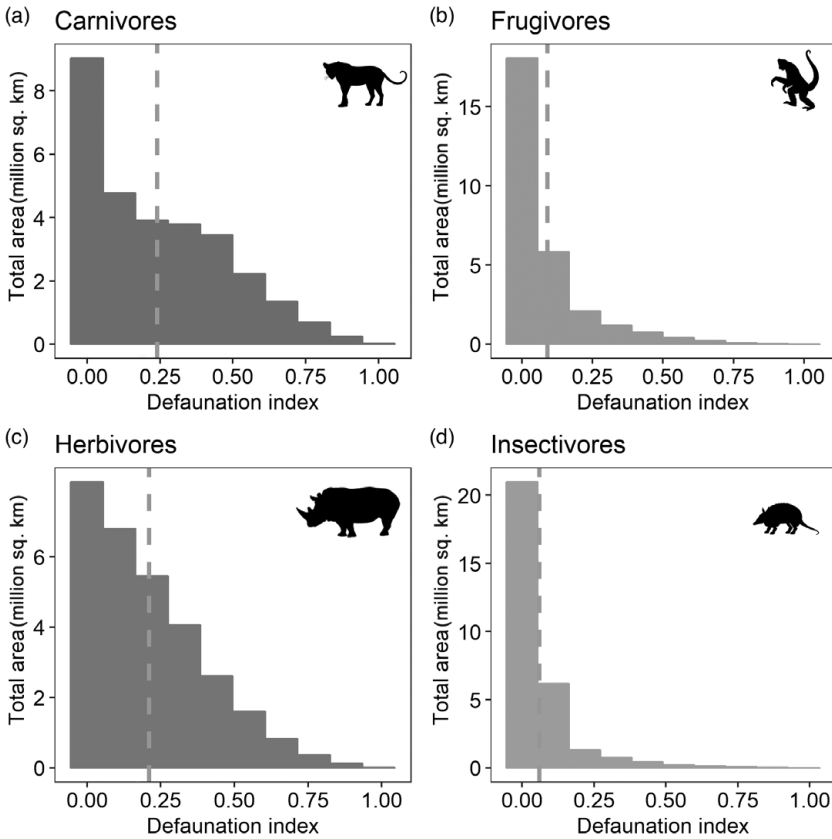 (a) Carnivores
Total area(million sq. km)
8
6
4
2
0
0.00 0.25 0.50 0.75 1.00
Defaunation index
(b) Frugivores
Total area(million sq. km)
15
10
5
0
0.00 0.25 0.50 0.75 1.00
Defaunation index
(c) Herbivores
Total area(million sq. km)
6
4
2
0
0.00 0.25 0.50 0.75 1.00
Defaunation index
(d) Insectivores
Total area(million sq. km)
20
15
10
5
0
0.00 0.25 0.50 0.75 1.00
Defaunation index